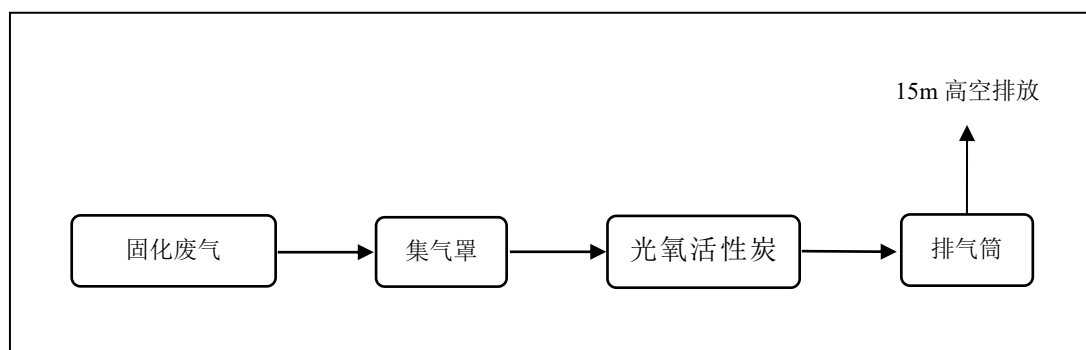 15m 高空排放
固化废气
集气罩
光氧活性炭
排气筒